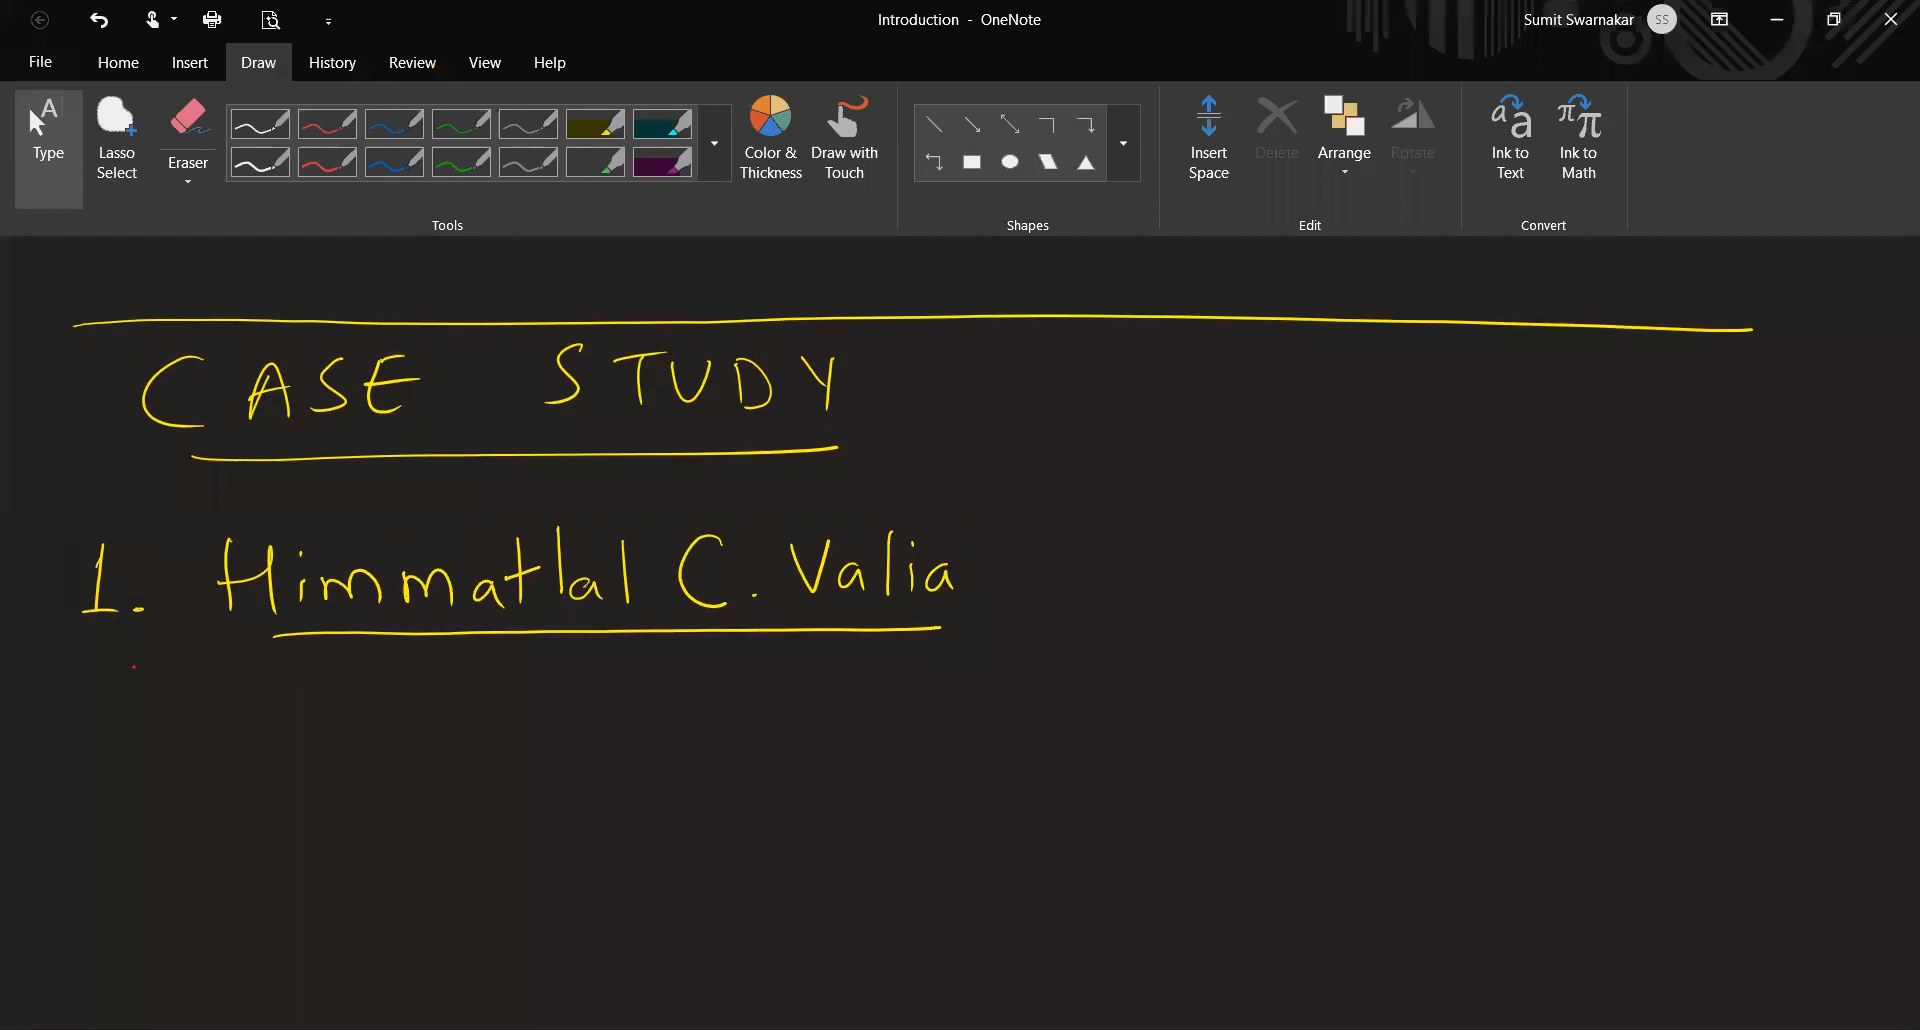 Introduction - OneNote
Sumit Swarnakar SS
File Home Insert Draw History Review View Help
Type
Lasso Select
Eraser
Color & Thickness
Draw with Touch
Insert Space
Delete
Arrange
Rotate
Ink to Text
Ink to Math
Tools Shapes Edit Convert
CASE STUDY
1. Himmatlal C. Valia